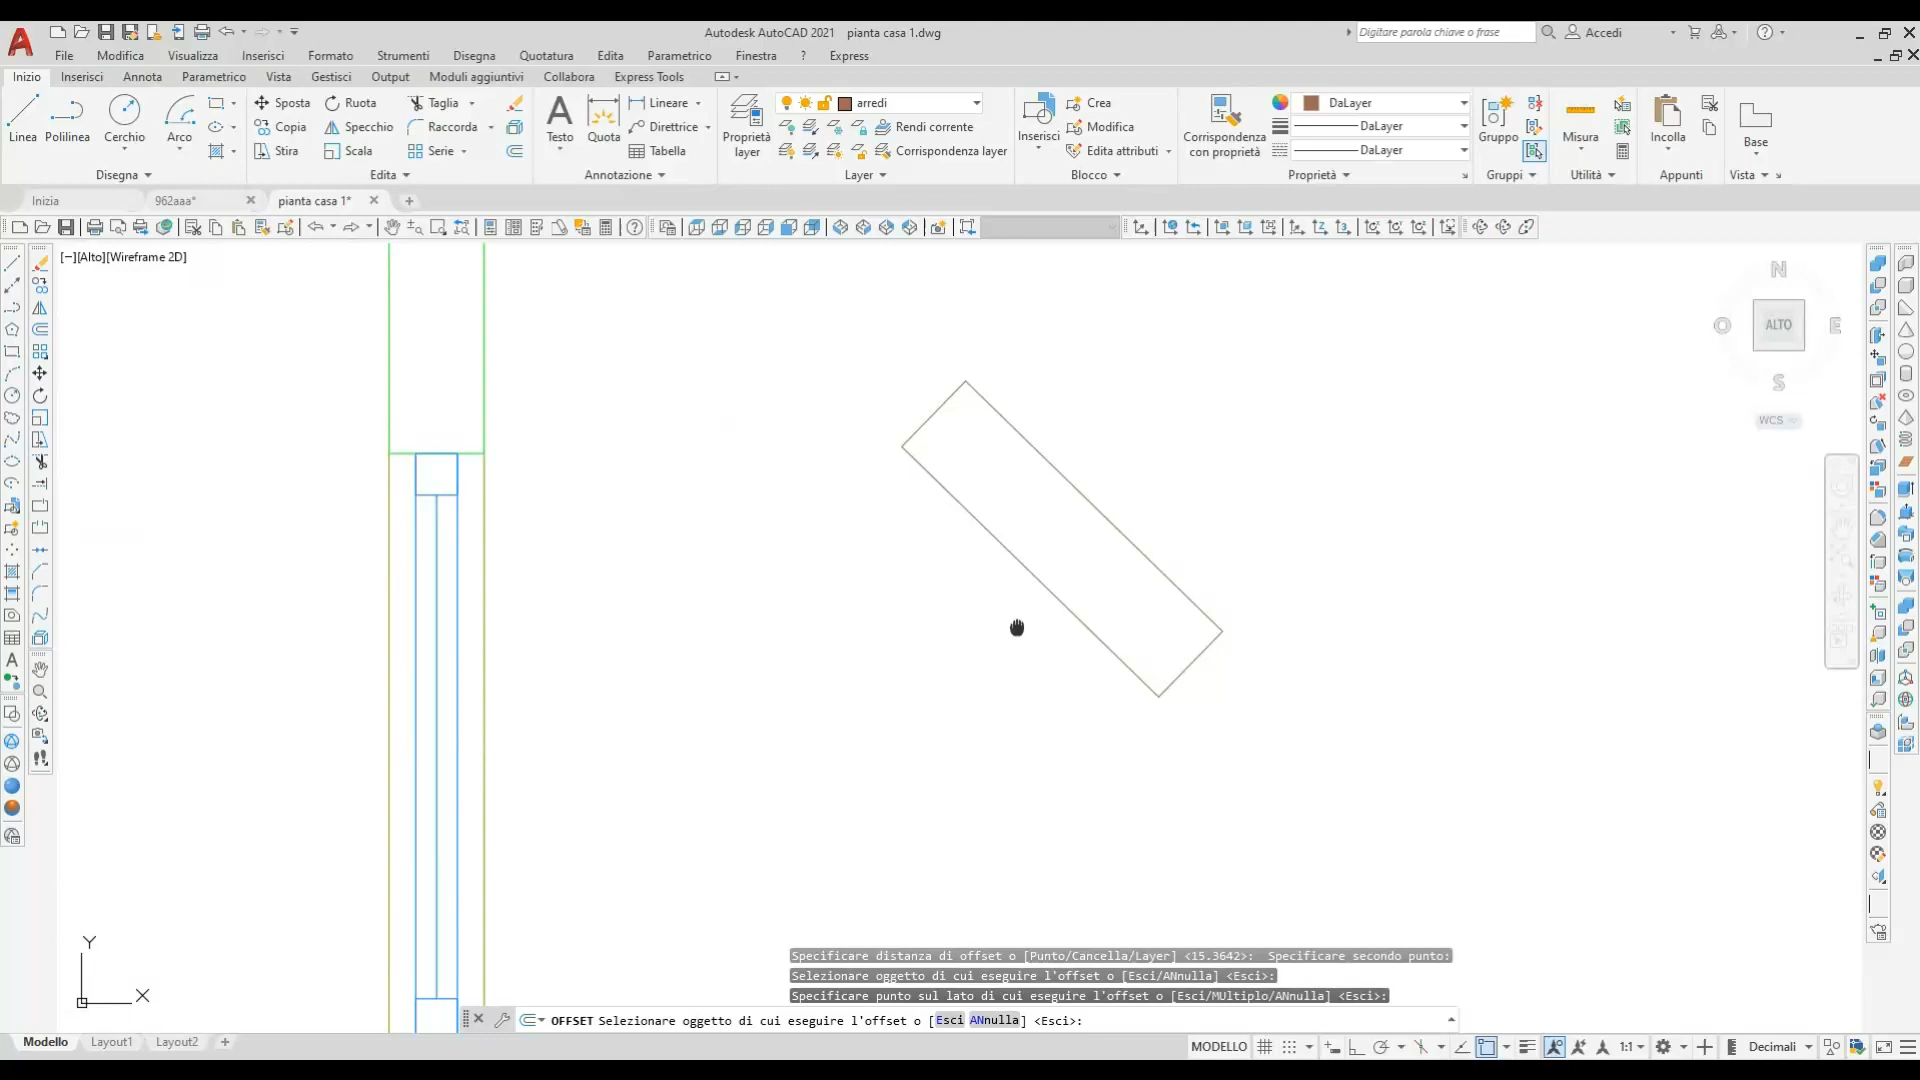 Autodesk AutoCAD 2021 pianta casa 1.dwg
Digitare parola chiave o frase
Accedi
File Modifica Visualizza Inserisci Formato Strumenti Disegna Quotatura Edita Parametrico Finestra ? Express
Inizio Inserisci Annota Parametrico Vista Gestisci Output Moduli aggiuntivi Collabora Express Tools
Linea Polilinea Cerchio Arco
Sposta Ruota Taglia
Copia Specchio Raccorda
Stira Scala Serie
Testo Quota
Lineare
Direttrice
Tabella
Proprietà layer
arredi
Rendi corrente
Corrispondenza layer
Inserisci
Crea
Modifica
Edita attributi
Corrispondenza con proprietà
DaLayer
DaLayer
DaLayer
Gruppo
Misura
Incolla
Base
Disegna Edita Annotazione Layer Blocco Proprietà Gruppi Utilità Appunti Vista
Inizia 962aaa* pianta casa 1*
[−][Alto][Wireframe 2D]
N
O ALTO E
S
WCS
Y
X
Specificare distanza di offset o [Punto/Cancella/Layer] <15.3642>: Specificare secondo punto:
Selezionare oggetto di cui eseguire l'offset o [Esci/ANnulla] <Esci>:
Specificare punto sul lato di cui eseguire l'offset o [Esci/MUltiplo/ANnulla] <Esci>:
OFFSET Selezionare oggetto di cui eseguire l'offset o [Esci ANnulla] <Esci>:
Modello Layout1 Layout2 +
MODELLO 1:1 Decimali